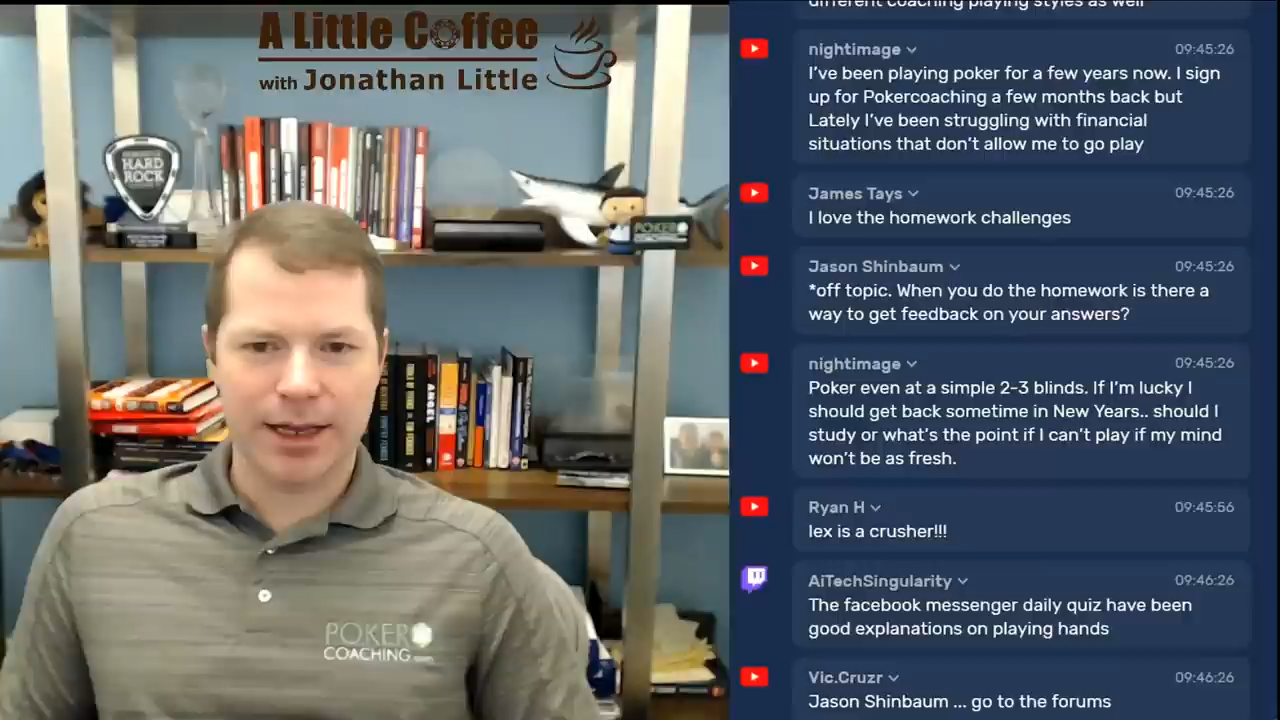 A Little Coffee
with Jonathan Little
HARD
ROCK
POKER
ANGEL
POKER
COACHING
different coaching playing styles as well
nightimage 09:45:26
I've been playing poker for a few years now. I sign
up for Pokercoaching a few months back but
Lately I've been struggling with financial
situations that don't allow me to go play
James Tays 09:45:26
I love the homework challenges
Jason Shinbaum 09:45:26
*off topic. When you do the homework is there a
way to get feedback on your answers?
nightimage 09:45:26
Poker even at a simple 2-3 blinds. If I'm lucky I
should get back sometime in New Years.. should I
study or what's the point if I can't play if my mind
won't be as fresh.
Ryan H 09:45:56
lex is a crusher!!!
AiTechSingularity 09:46:26
The facebook messenger daily quiz have been
good explanations on playing hands
Vic.Cruzr 09:46:26
Jason Shinbaum ... go to the forums